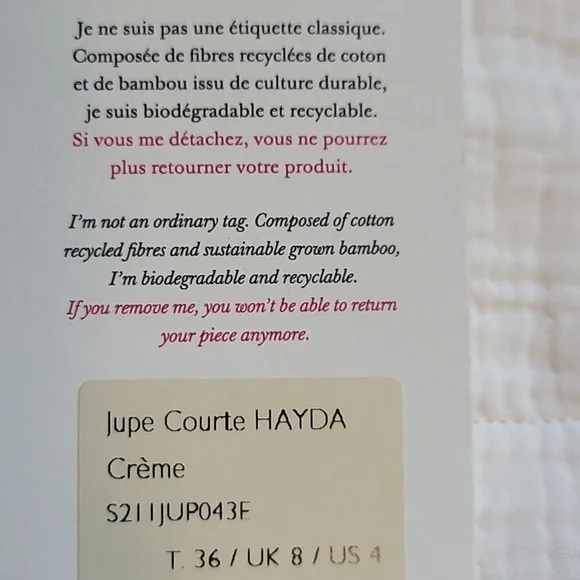 Je ne suis pas une étiquette classique.
Composée de fibres recyclées de coton
et de bambou issu de culture durable,
je suis biodégradable et recyclable.
Si vous me détachez, vous ne pourrez
plus retourner votre produit.
I'm not an ordinary tag. Composed of cotton
recycled fibres and sustainable grown bamboo,
I'm biodegradable and recyclable.
If you remove me, you won't be able to return
your piece anymore.
Jupe Courte HAYDA
Crème
S211JUP043E
T. 36 / UK 8 / US 4